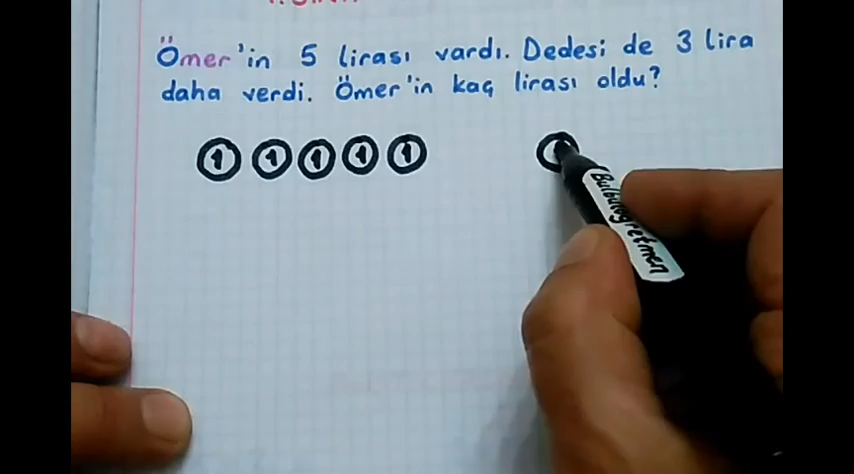 Ömer'in 5 lirası vardı. Dedesi de 3 lira
daha verdi. Ömer'in kaç lirası oldu?
1 1 1 1 1
Bulbulogretmen